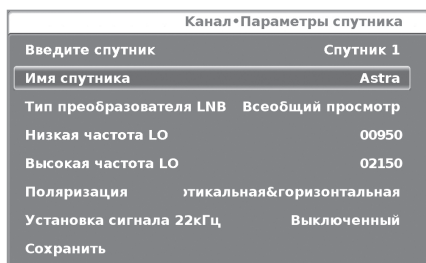 Канал•Параметры спутника
Введите спутник Спутник 1
Имя спутника Astra
Тип преобразователя LNB Всеобщий просмотр
Низкая частота LO 00950
Высокая частота LO 02150
Поляризация ртикальная&горизонтальная
Установка сигнала 22кГц Выключенный
Сохранить